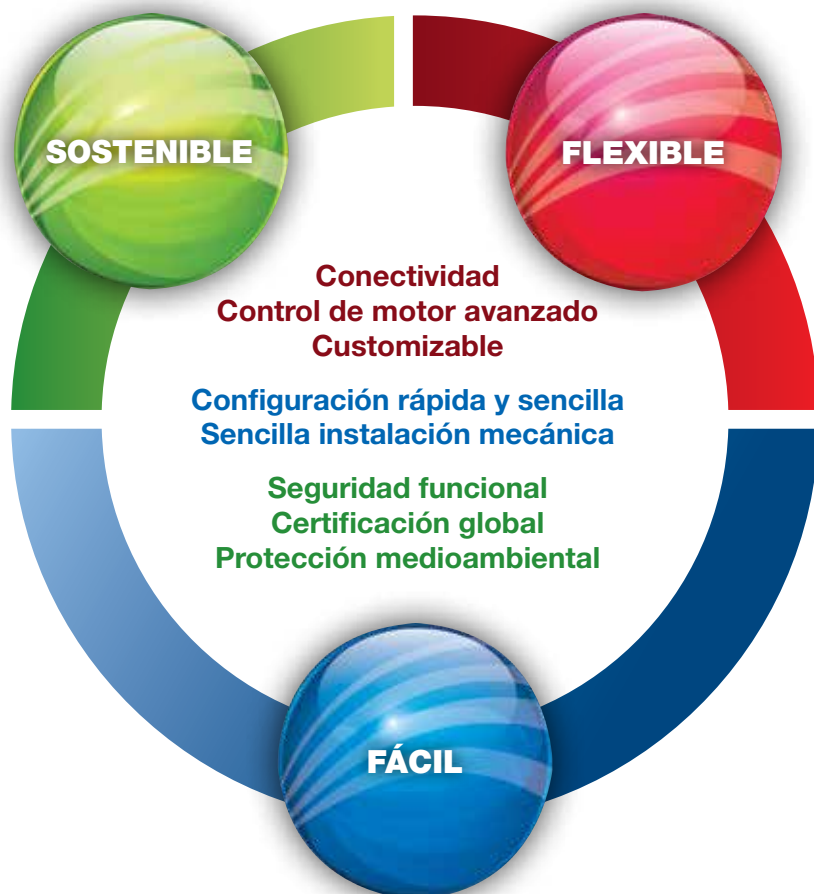 SOSTENIBLE
FLEXIBLE
Conectividad
Control de motor avanzado
Customizable
Configuración rápida y sencilla
Sencilla instalación mecánica
Seguridad funcional
Certificación global
Protección medioambiental
FÁCIL